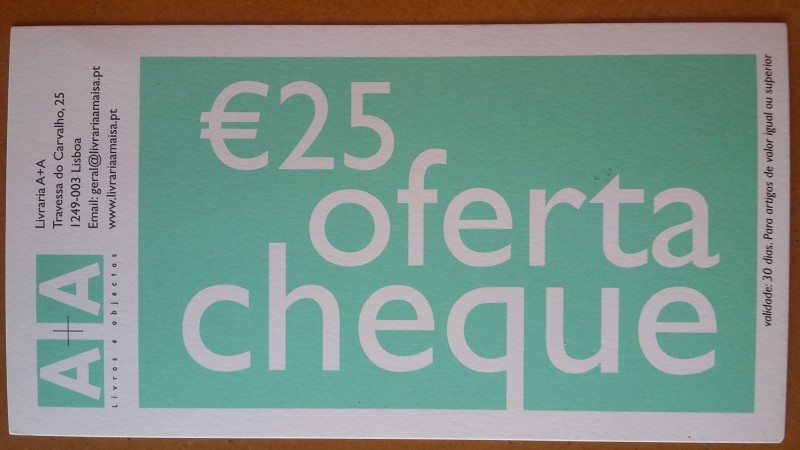 Livraria A+A
Travessa do Carvalho, 25
1249-003 Lisboa
Email: geral@livrariaamaisa.pt
www.livrariaamaisa.pt
A+A
Livros e objectos
€25
oferta
cheque
validade: 30 dias. Para artigos de valor igual ou superior